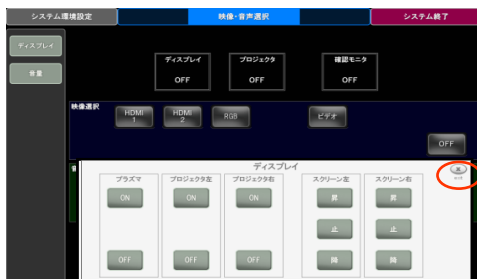 システム環境設定
映像・音声選択
システム終了
ディスプレイ
音量
ディスプレイ OFF
プロジェクタ OFF
確認モニタ OFF
映像選択
HDMI 1
HDMI 2
RGB
ビデオ
OFF
ディスプレイ
プラズマ
プロジェクタ左
プロジェクタ右
スクリーン左
スクリーン右
ON
ON
ON
昇
昇
止
止
OFF
OFF
OFF
降
降